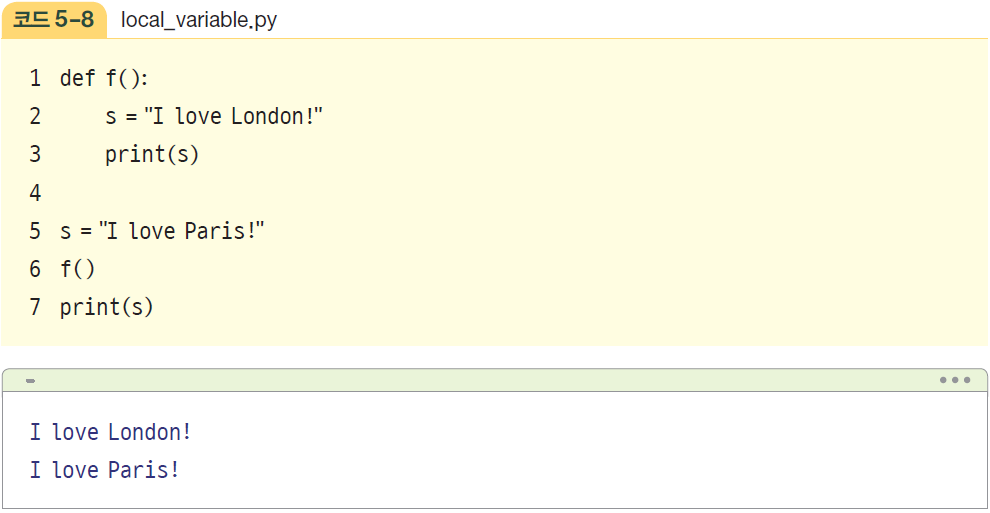 코드 5-8 local_variable.py
1 def f():
2     s = "I love London!"
3     print(s)
4
5 s = "I love Paris!"
6 f()
7 print(s)
I love London!
I love Paris!